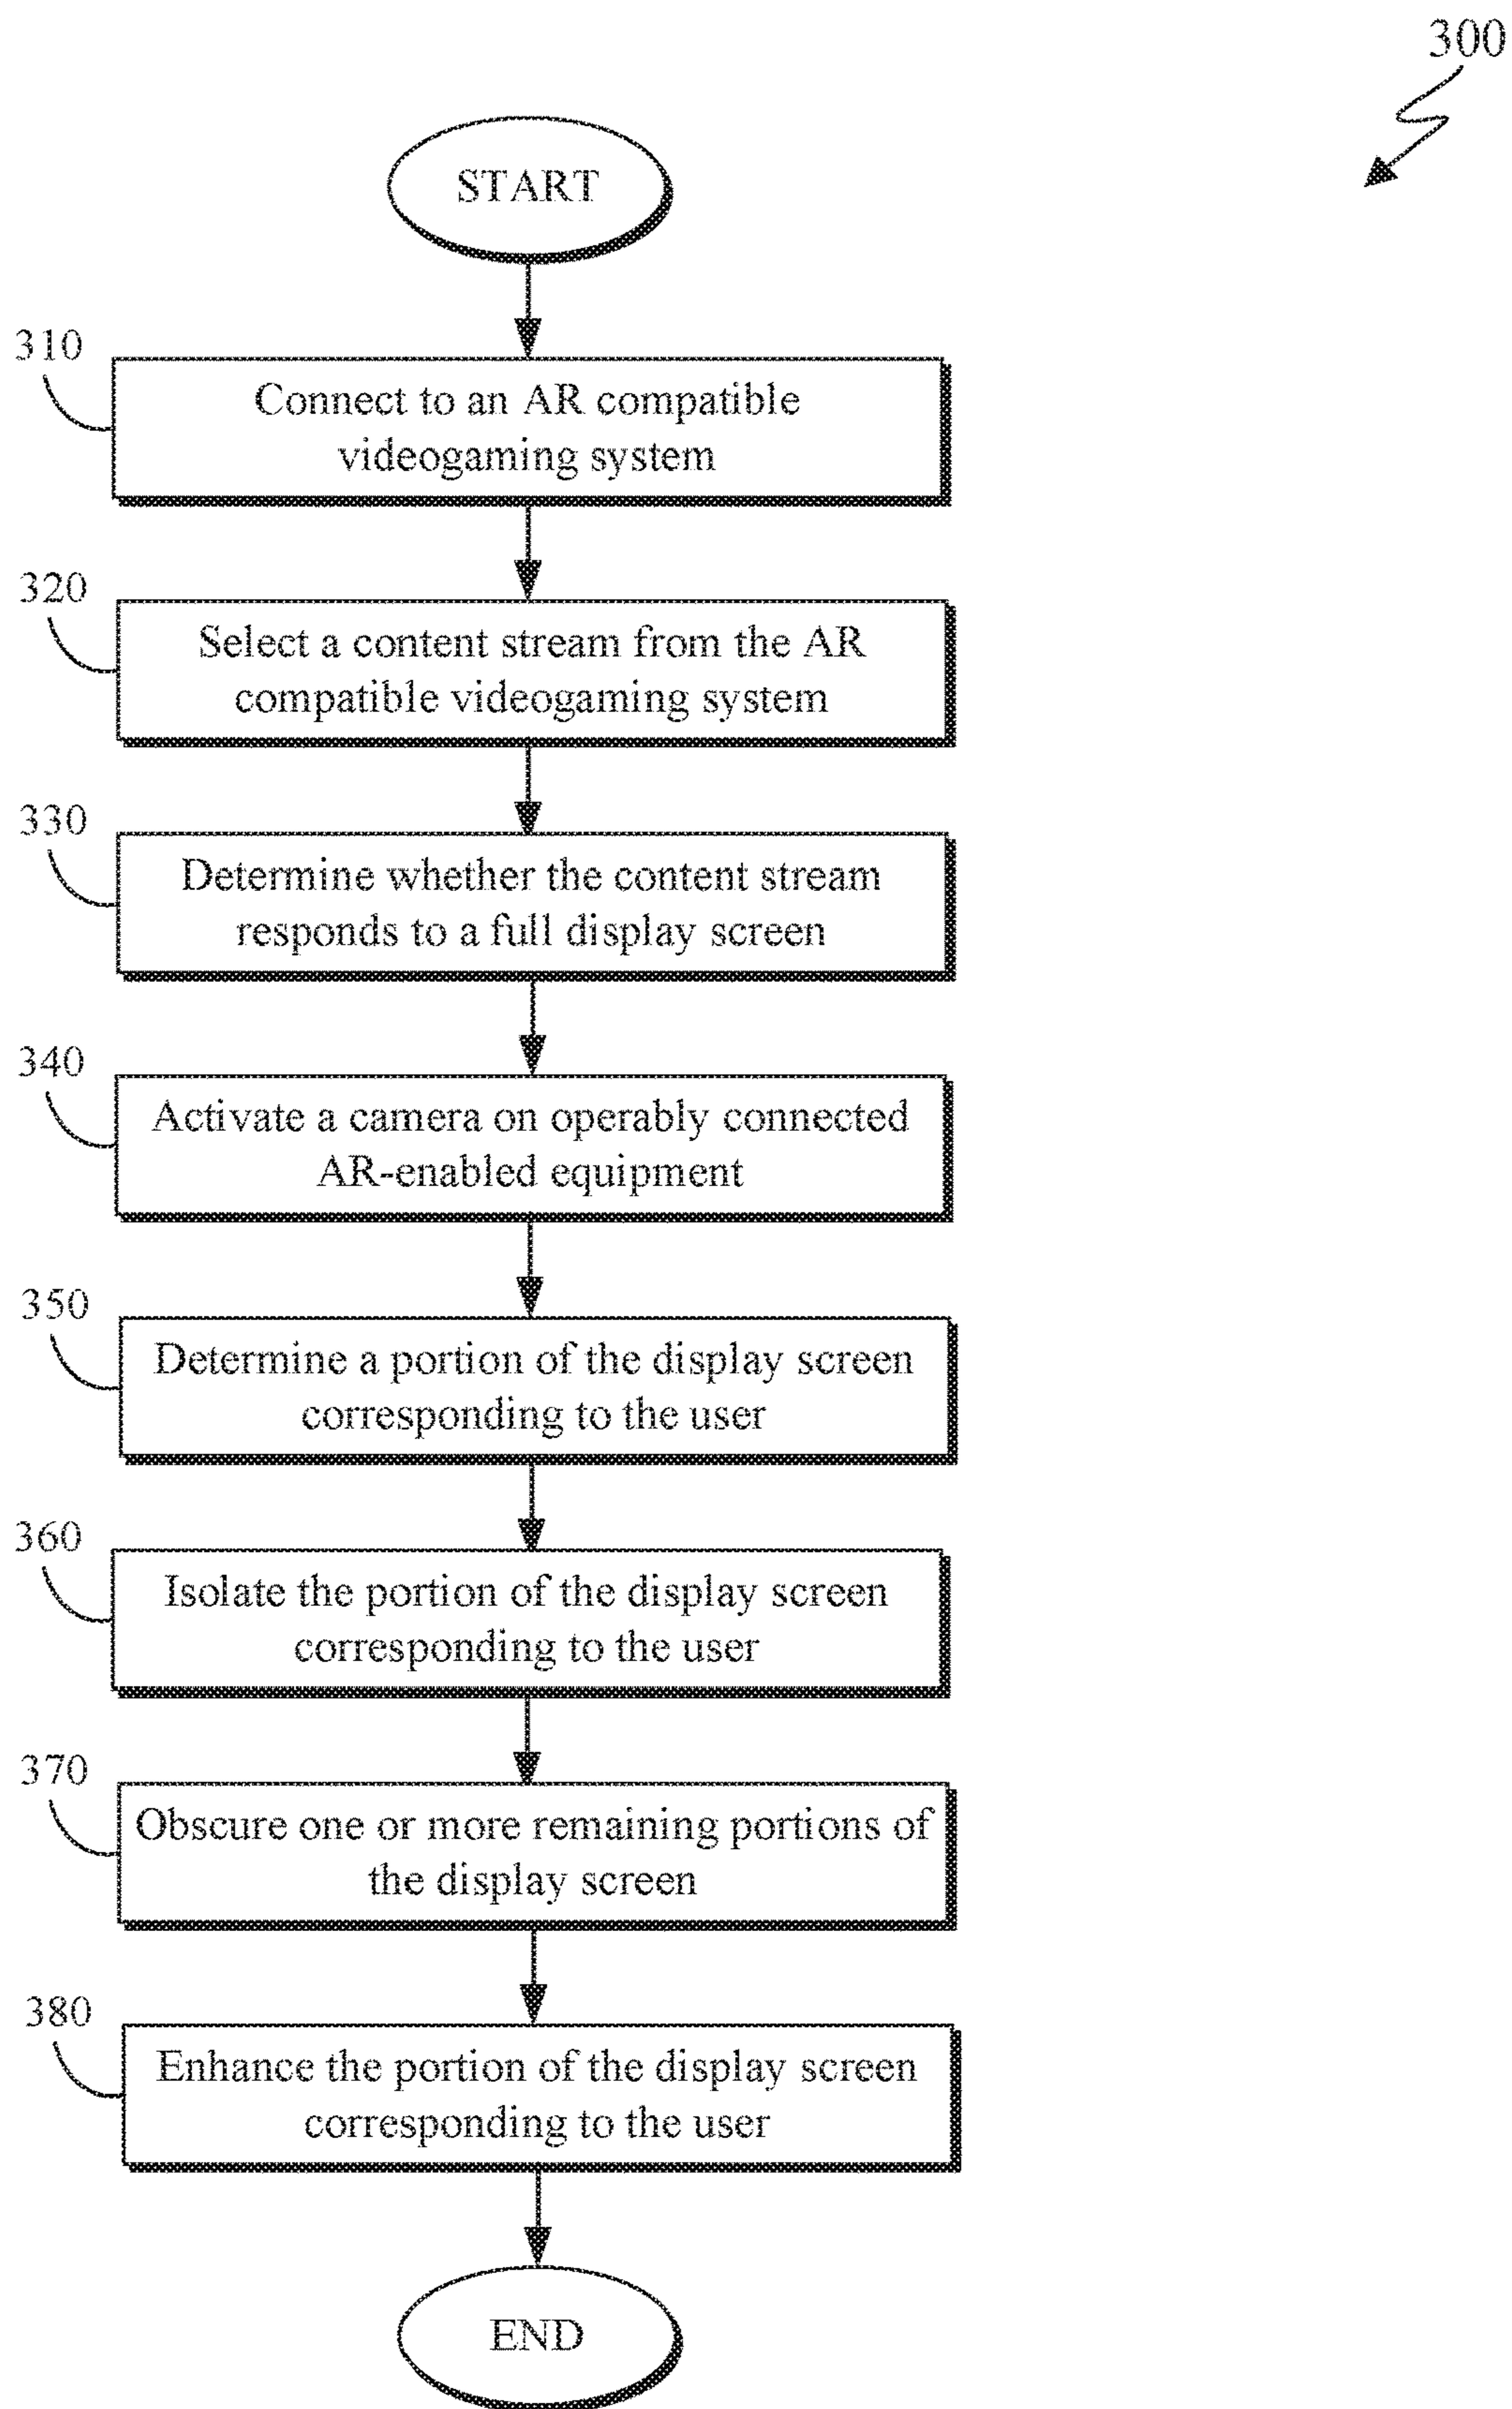 300
START
310
Connect to an AR compatible
videogaming system
320
Select a content stream from the AR
compatible videogaming system
330
Determine whether the content stream
responds to a full display screen
340
Activate a camera on operably connected
AR-enabled equipment
350
Determine a portion of the display screen
corresponding to the user
360
Isolate the portion of the display screen
corresponding to the user
370
Obscure one or more remaining portions of
the display screen
380
Enhance the portion of the display screen
corresponding to the user
END